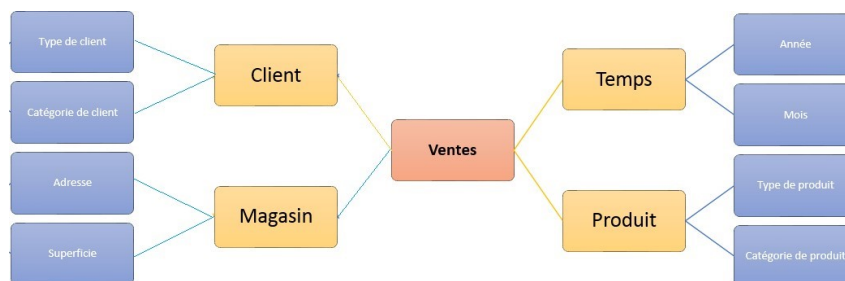 Type de client
Catégorie de client
Adresse
Superficie
Client
Magasin
Ventes
Temps
Produit
Année
Mois
Type de produit
Catégorie de produit